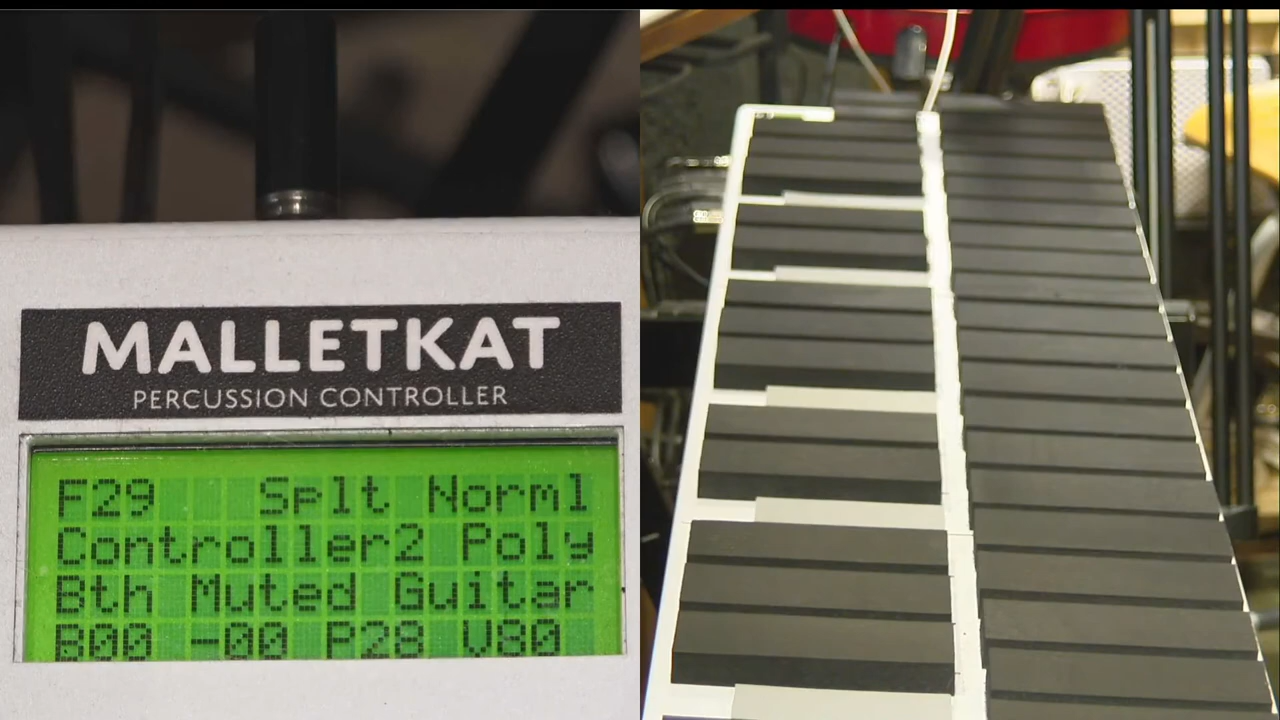 MALLETKAT
PERCUSSION CONTROLLER
F29 Splt Norml
Controller2 Poly
Bth Muted Guitar
B00 -00 P28 V80